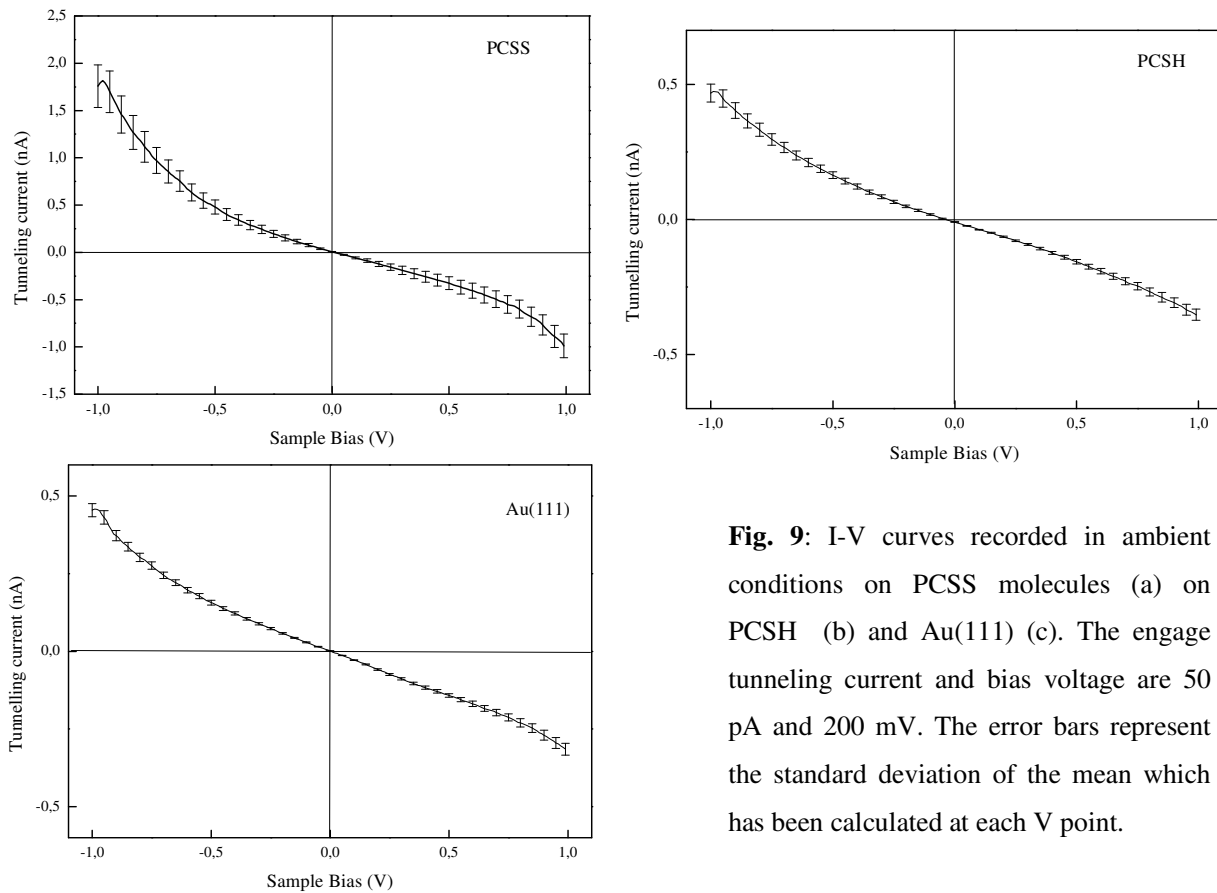 PCSS
2,5
2,0
1,5
1,0
0,5
0,0
-0,5
-1,0
-1,5
Tunneling current (nA)
-1,0 -0,5 0,0 0,5 1,0
Sample Bias (V)
PCSH
0,5
0,0
-0,5
Tunnelling current (nA)
-1,0 -0,5 0,0 0,5 1,0
Sample Bias (V)
Au(111)
0,5
0,0
-0,5
Tunnelling current (nA)
-1,0 -0,5 0,0 0,5 1,0
Sample Bias (V)
Fig. 9: I-V curves recorded in ambient
conditions on PCSS molecules (a) on
PCSH (b) and Au(111) (c). The engage
tunneling current and bias voltage are 50
pA and 200 mV. The error bars represent
the standard deviation of the mean which
has been calculated at each V point.